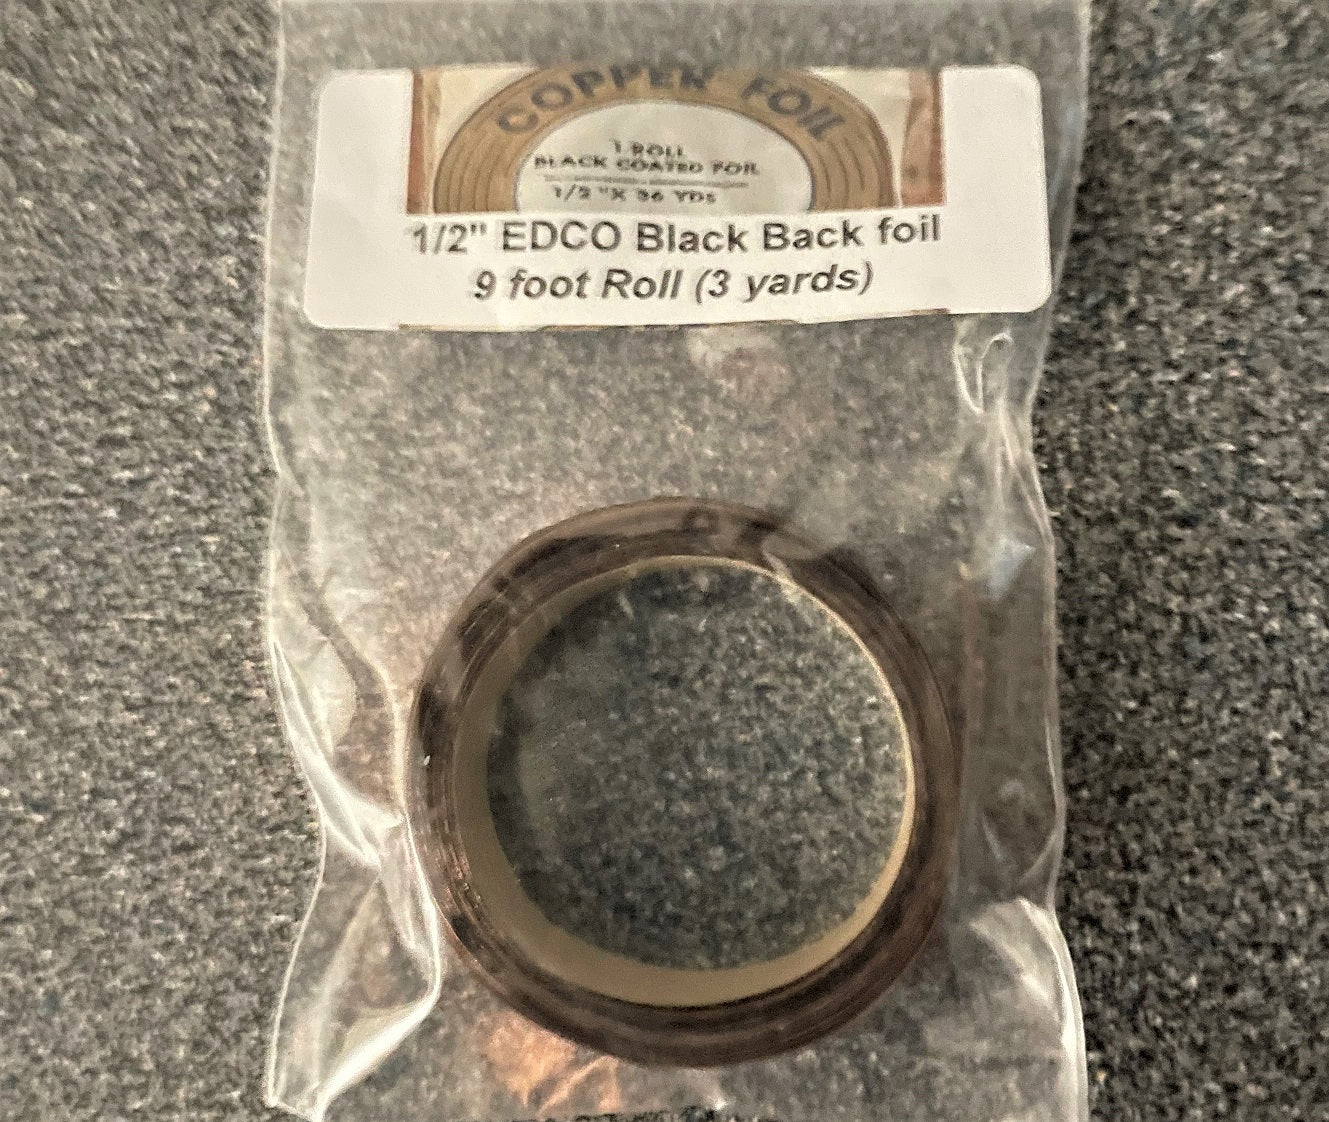 COPPER FOIL
1 ROLL
BLACK COATED FOIL
1/2 "X 36 YDS
1/2" EDCO Black Back foil
9 foot Roll (3 yards)